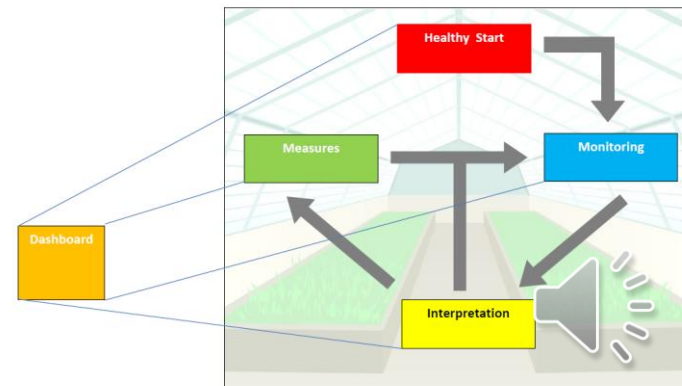 Healthy Start
Measures
Monitoring
Dashboard
Interpretation